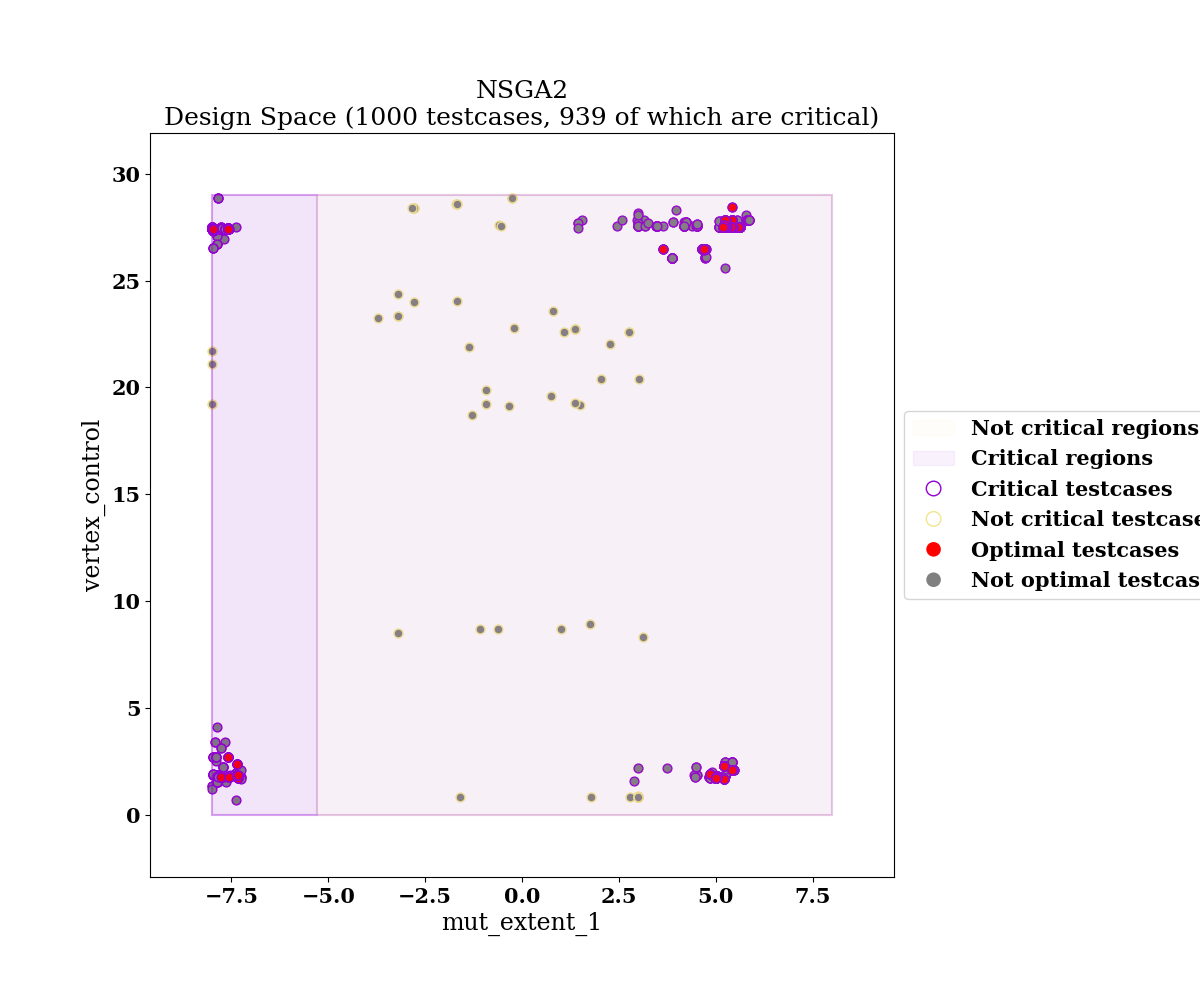 NSGA2
Design Space (1000 testcases, 939 of which are critical)
30
25
20
15
10
5
0
vertex_control
−7.5
−5.0
−2.5
0.0
2.5
5.0
7.5
mut_extent_1
Not critical regions
Critical regions
Critical testcases
Not critical testcase
Optimal testcases
Not optimal testcas